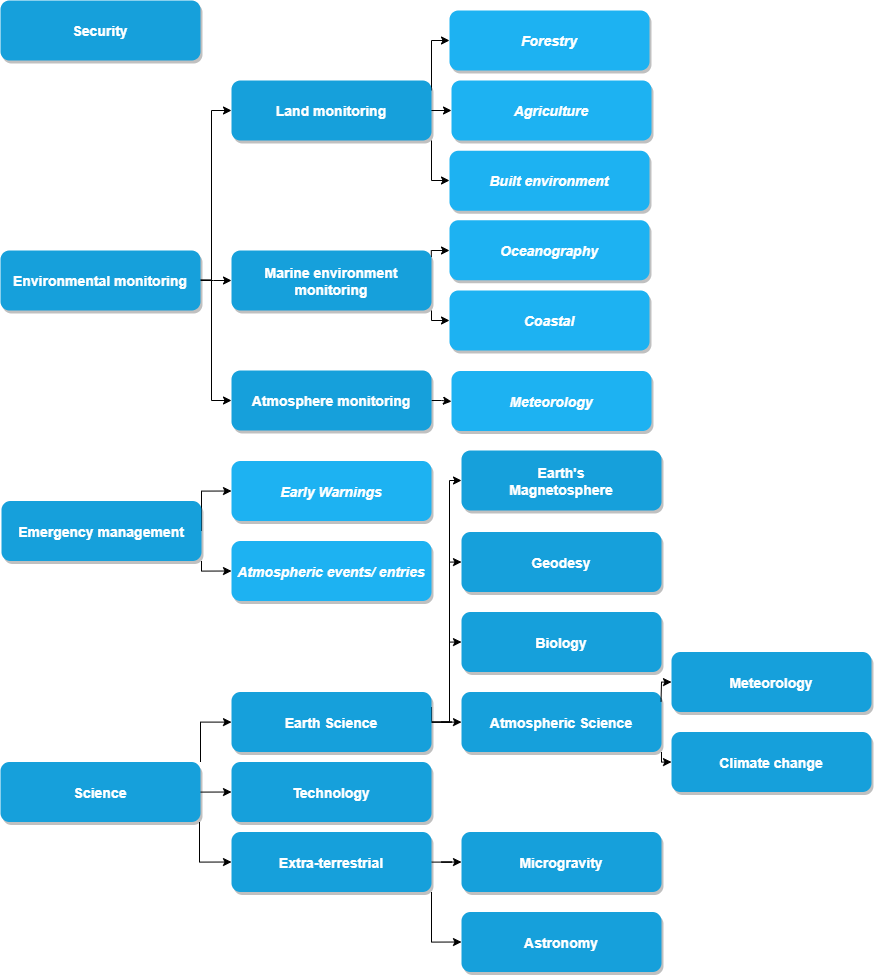 Security
Forestry
Land monitoring
Agriculture
Built environment
Environmental monitoring
Marine environment
monitoring
Oceanography
Coastal
Atmosphere monitoring
Meteorology
Emergency management
Early Warnings
Atmospheric events/ entries
Earth's
Magnetosphere
Geodesy
Biology
Earth Science
Atmospheric Science
Meteorology
Climate change
Science
Technology
Extra-terrestrial
Microgravity
Astronomy